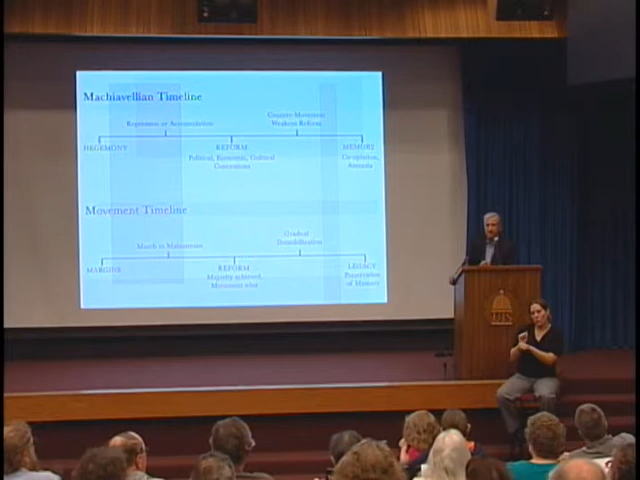 Machiavellian Timeline
Repression or Accommodation
Counter-Movement
Weakens Reform
HEGEMONY
REFORM
Political, Economic, Cultural
Concessions
MEMORY
Co-optation,
Amnesia
Movement Timeline
March to Mainstream
Gradual
Demobilization
MARGINS
REFORM
Majority achieved,
Movement wins
LEGACY
Preservation
of Memory
UIS